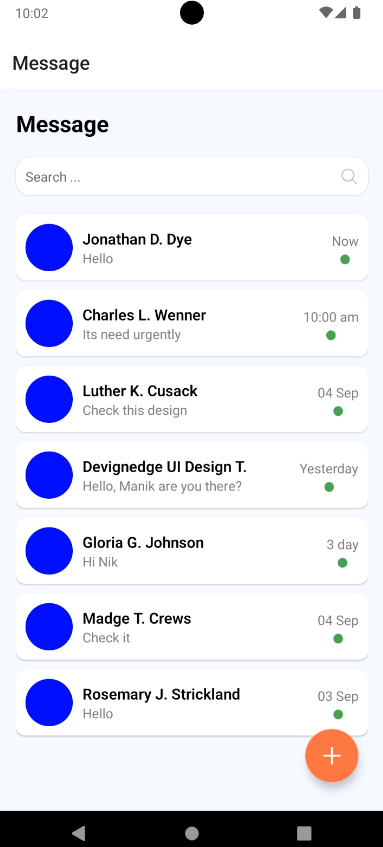 10:02
Message
Message
Search ...
Jonathan D. Dye
Now
Hello
Charles L. Wenner
10:00 am
Its need urgently
Luther K. Cusack
04 Sep
Check this design
Devignedge UI Design T.
Yesterday
Hello, Manik are you there?
Gloria G. Johnson
3 day
Hi Nik
Madge T. Crews
04 Sep
Check it
Rosemary J. Strickland
03 Sep
Hello